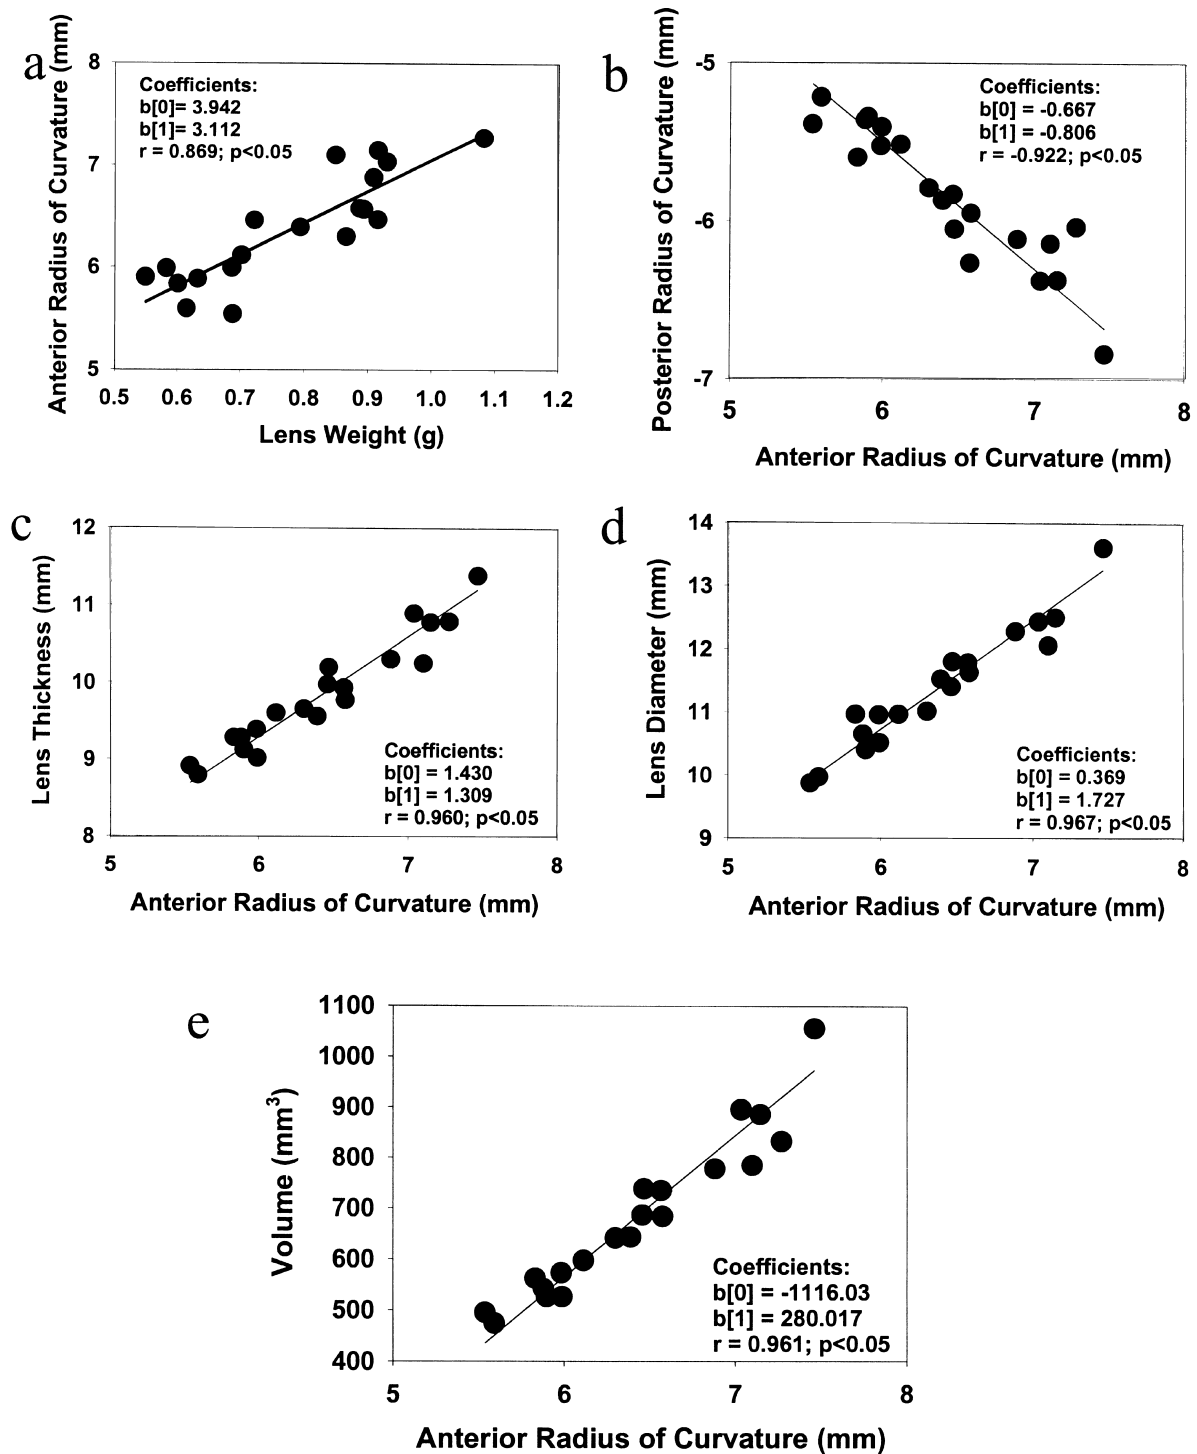 a
Anterior Radius of Curvature (mm)
8
7
6
5
Coefficients:
b[0]= 3.942
b[1]= 3.112
r = 0.869; p<0.05
0.5 0.6 0.7 0.8 0.9 1.0 1.1 1.2
Lens Weight (g)
b
Posterior Radius of Curvature (mm)
-5
-6
-7
Coefficients:
b[0] = -0.667
b[1] = -0.806
r = -0.922; p<0.05
5 6 7 8
Anterior Radius of Curvature (mm)
c
Lens Thickness (mm)
12
11
10
9
8
Coefficients:
b[0] = 1.430
b[1] = 1.309
r = 0.960; p<0.05
5 6 7 8
Anterior Radius of Curvature (mm)
d
Lens Diameter (mm)
14
13
12
11
10
9
Coefficients:
b[0] = 0.369
b[1] = 1.727
r = 0.967; p<0.05
5 6 7 8
Anterior Radius of Curvature (mm)
e
Volume (mm³)
1100
1000
900
800
700
600
500
400
Coefficients:
b[0] = -1116.03
b[1] = 280.017
r = 0.961; p<0.05
5 6 7 8
Anterior Radius of Curvature (mm)